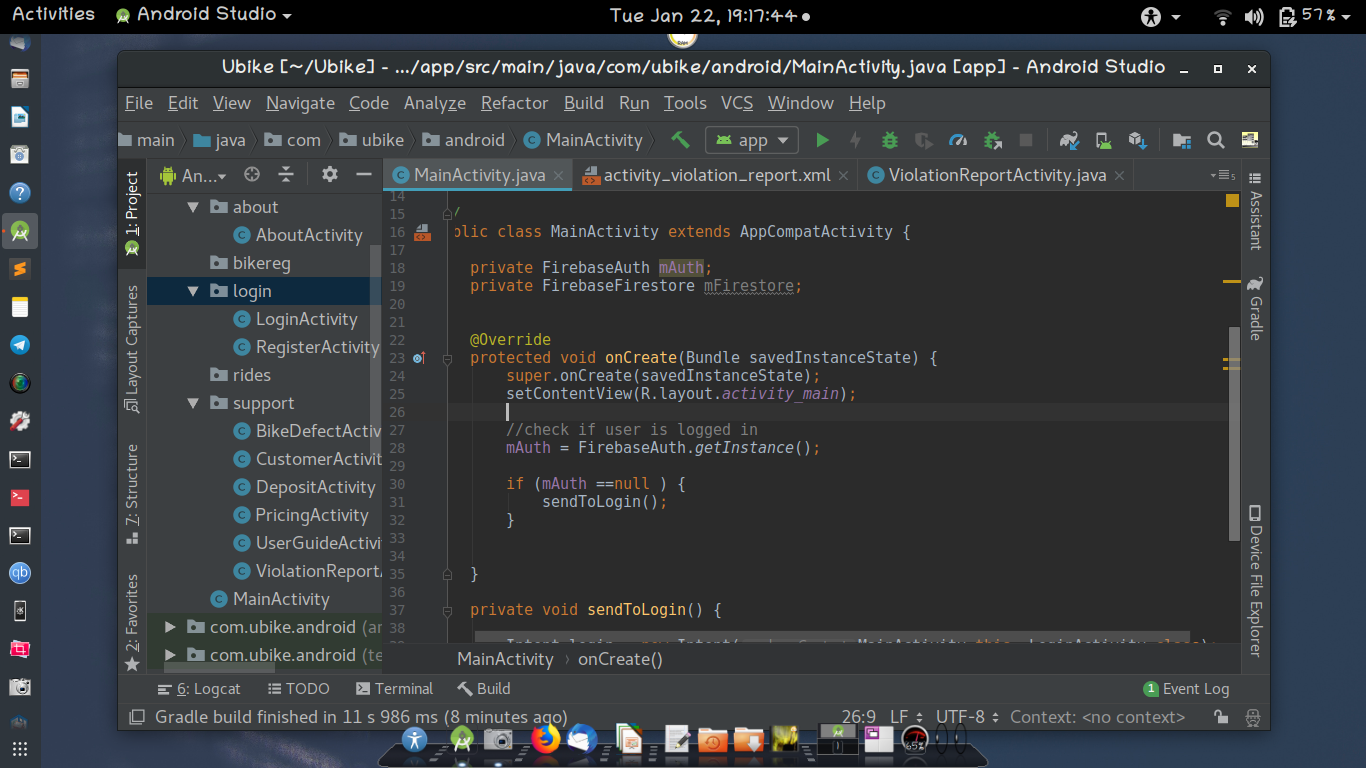 Activities Android Studio Tue Jan 22, 19:17:44 57%
Ubike [~/Ubike] - .../app/src/main/java/com/ubike/android/MainActivity.java [app] - Android Studio
File Edit View Navigate Code Analyze Refactor Build Run Tools VCS Window Help
main java com ubike android MainActivity app
An... MainActivity.java activity_violation_report.xml ViolationReportActivity.java
1: Project
Layout Captures
7: Structure
2: Favorites
about
AboutActivity
bikereg
login
LoginActivity
RegisterActivity
rides
support
BikeDefectActiv
CustomerActivit
DepositActivity
PricingActivity
UserGuideActivi
ViolationReportA
MainActivity
com.ubike.android (an
com.ubike.android (te
14
15 /
16 olic class MainActivity extends AppCompatActivity {
17
18 private FirebaseAuth mAuth;
19 private FirebaseFirestore mFirestore;
20
21
22 @Override
23 protected void onCreate(Bundle savedInstanceState) {
24 super.onCreate(savedInstanceState);
25 setContentView(R.layout.activity_main);
26
27 //check if user is logged in
28 mAuth = FirebaseAuth.getInstance();
29
30 if (mAuth ==null ) {
31 sendToLogin();
32 }
33
34
35 }
36
37 private void sendToLogin() {
38
MainActivity › onCreate()
Assistant
Gradle
Device File Explorer
6: Logcat TODO Terminal Build 1 Event Log
Gradle build finished in 11 s 986 ms (8 minutes ago) 26:9 LF UTF-8 Context: <no context>
qb
65%